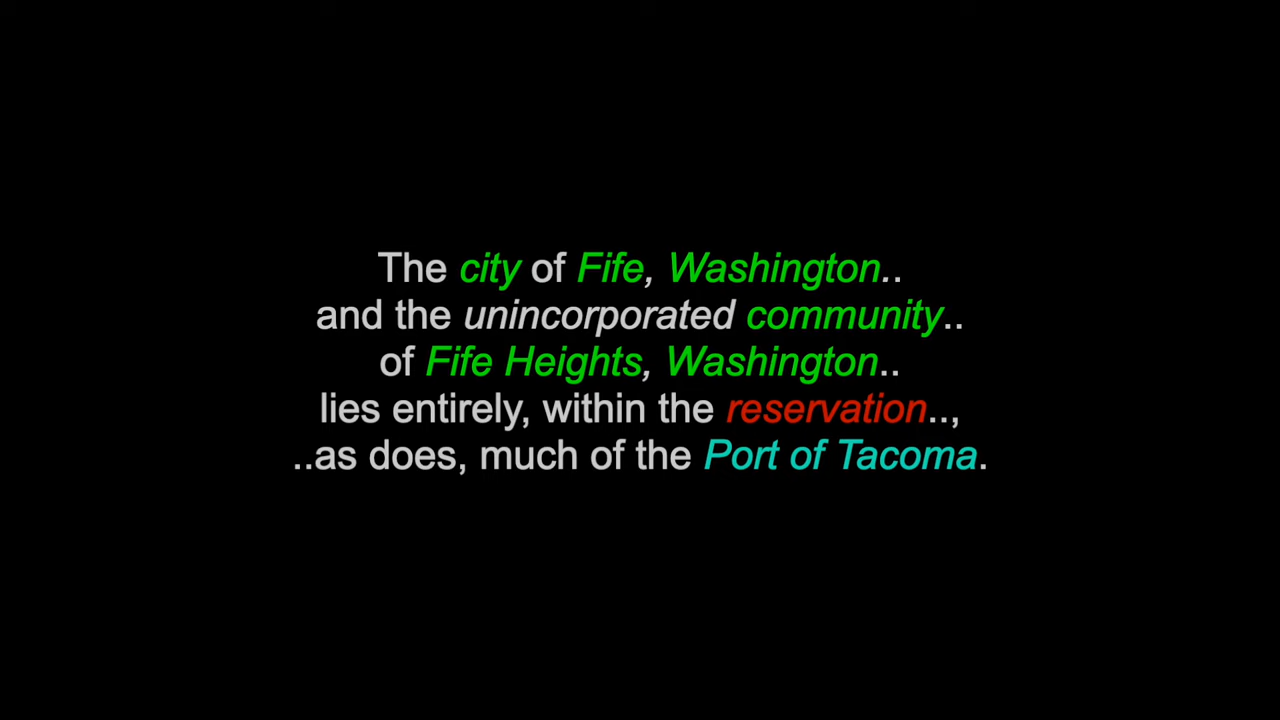 The city of Fife, Washington..
and the unincorporated community..
of Fife Heights, Washington..
lies entirely, within the reservation..,
..as does, much of the Port of Tacoma.